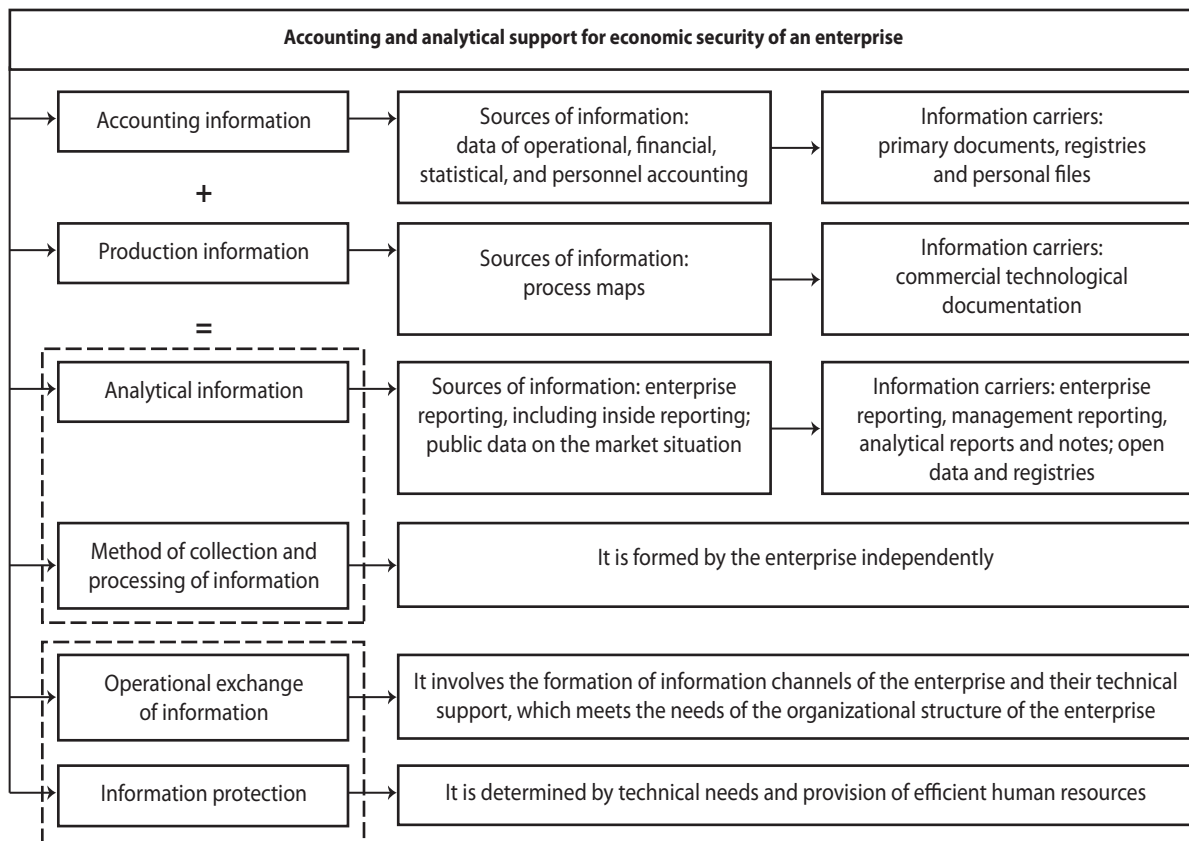 Accounting and analytical support for economic security of an enterprise
Accounting information
Sources of information:
data of operational, financial,
statistical, and personnel accounting
Information carriers:
primary documents, registries
and personal files
+
Production information
Sources of information:
process maps
Information carriers:
commercial technological
documentation
=
Analytical information
Sources of information: enterprise
reporting, including inside reporting;
public data on the market situation
Information carriers: enterprise
reporting, management reporting,
analytical reports and notes; open
data and registries
Method of collection and
processing of information
It is formed by the enterprise independently
Operational exchange
of information
It involves the formation of information channels of the enterprise and their technical
support, which meets the needs of the organizational structure of the enterprise
Information protection
It is determined by technical needs and provision of efficient human resources